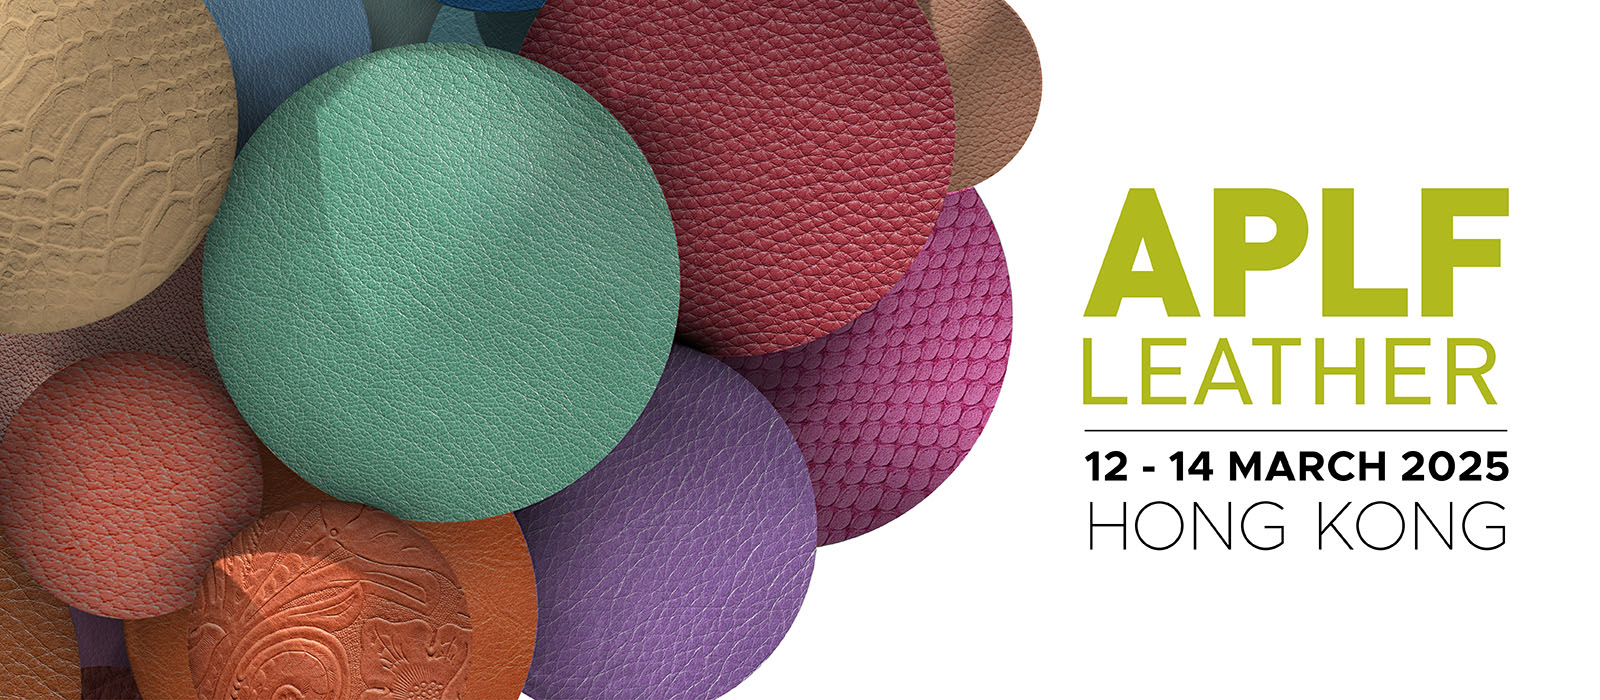 APLF
LEATHER
12 - 14 MARCH 2025
HONG KONG